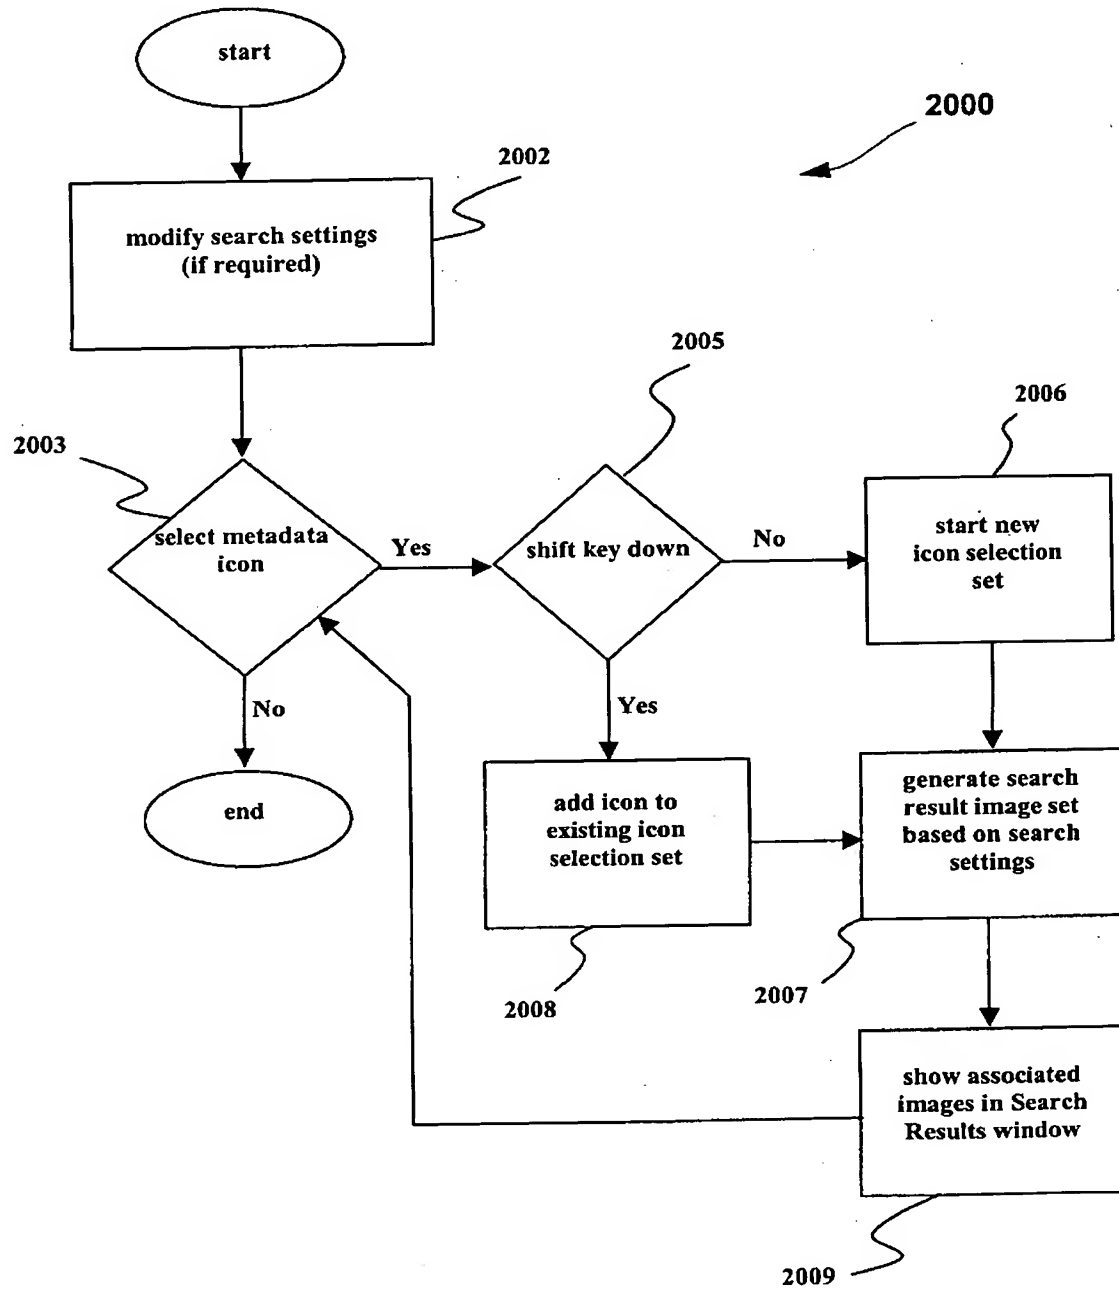 start
2000
2002
modify search settings
(if required)
2005
2006
2003
select metadata
icon
Yes
shift key down
No
start new
icon selection
set
No
Yes
end
add icon to
existing icon
selection set
generate search
result image set
based on search
settings
2008
2007
show associated
images in Search
Results window
2009